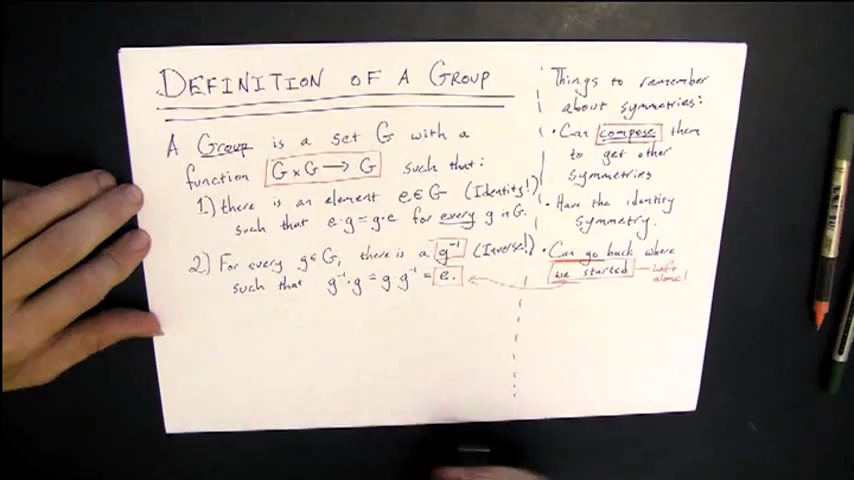 DEFINITION OF A GROUP
A Group is a set G with a
function G × G → G such that:
1.) there is an element e ∈ G (Identity!)
such that e·g = g·e for every g in G.
2.) For every g ∈ G, there is a g⁻¹ (Inverse!)
such that g⁻¹·g = g·g⁻¹ = e.
Things to remember
about symmetries:
• Can compose them
to get other
symmetries
• Have the identity
symmetry.
• Can go back where
we started — Left
alone!